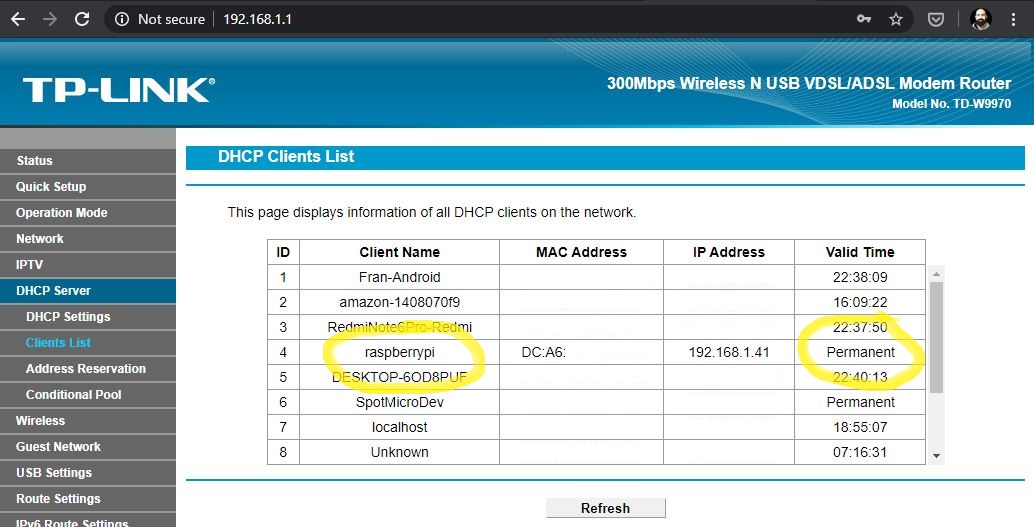 Not secure | 192.168.1.1
TP-LINK®
300Mbps Wireless N USB VDSL/ADSL Modem Router
Model No. TD-W9970
Status
Quick Setup
Operation Mode
Network
IPTV
DHCP Server
DHCP Settings
Clients List
Address Reservation
Conditional Pool
Wireless
Guest Network
USB Settings
Route Settings
IPv6 Route Settings
DHCP Clients List
This page displays information of all DHCP clients on the network.
ID Client Name MAC Address IP Address Valid Time
1 Fran-Android 22:38:09
2 amazon-1408070f9 16:09:22
3 RedmiNote6Pro-Redmi 22:37:50
4 raspberrypi DC:A6: 192.168.1.41 Permanent
5 DESKTOP-6OD8PUF 22:40:13
6 SpotMicroDev Permanent
7 localhost 18:55:07
8 Unknown 07:16:31
Refresh